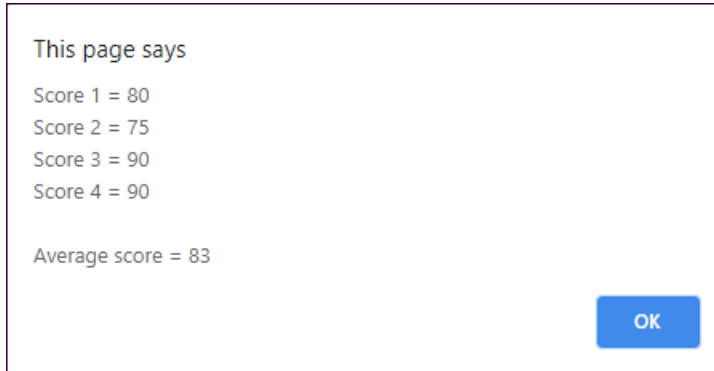 This page says
Score 1 = 80
Score 2 = 75
Score 3 = 90
Score 4 = 90
Average score = 83
OK